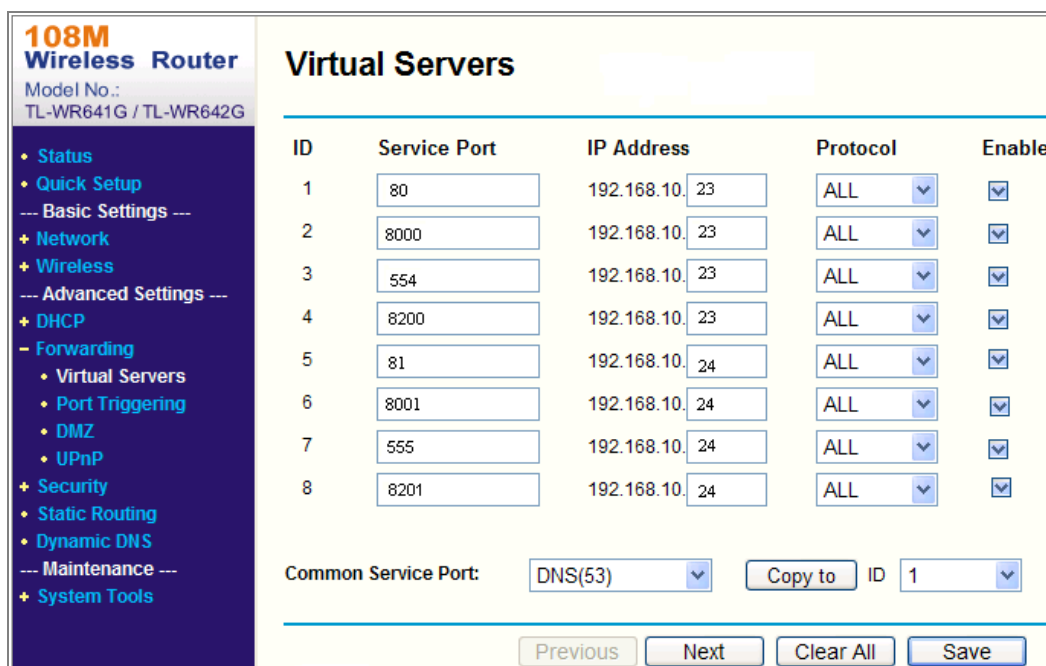 108M
Wireless Router
Model No.:
TL-WR641G / TL-WR642G
• Status
• Quick Setup
--- Basic Settings ---
+ Network
+ Wireless
--- Advanced Settings ---
+ DHCP
– Forwarding
• Virtual Servers
• Port Triggering
• DMZ
• UPnP
+ Security
• Static Routing
• Dynamic DNS
--- Maintenance ---
+ System Tools
Virtual Servers
ID Service Port IP Address Protocol Enable
1 80 192.168.10. 23 ALL
2 8000 192.168.10. 23 ALL
3 554 192.168.10. 23 ALL
4 8200 192.168.10. 23 ALL
5 81 192.168.10. 24 ALL
6 8001 192.168.10. 24 ALL
7 555 192.168.10. 24 ALL
8 8201 192.168.10. 24 ALL
Common Service Port: DNS(53) Copy to ID 1
Previous Next Clear All Save